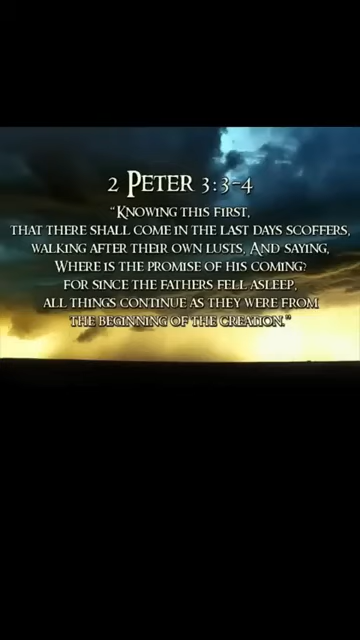 2 Peter 3:3-4
"Knowing this first,
that there shall come in the last days scoffers,
walking after their own lusts, And saying,
Where is the promise of his coming?
for since the fathers fell asleep,
all things continue as they were from
the beginning of the creation."